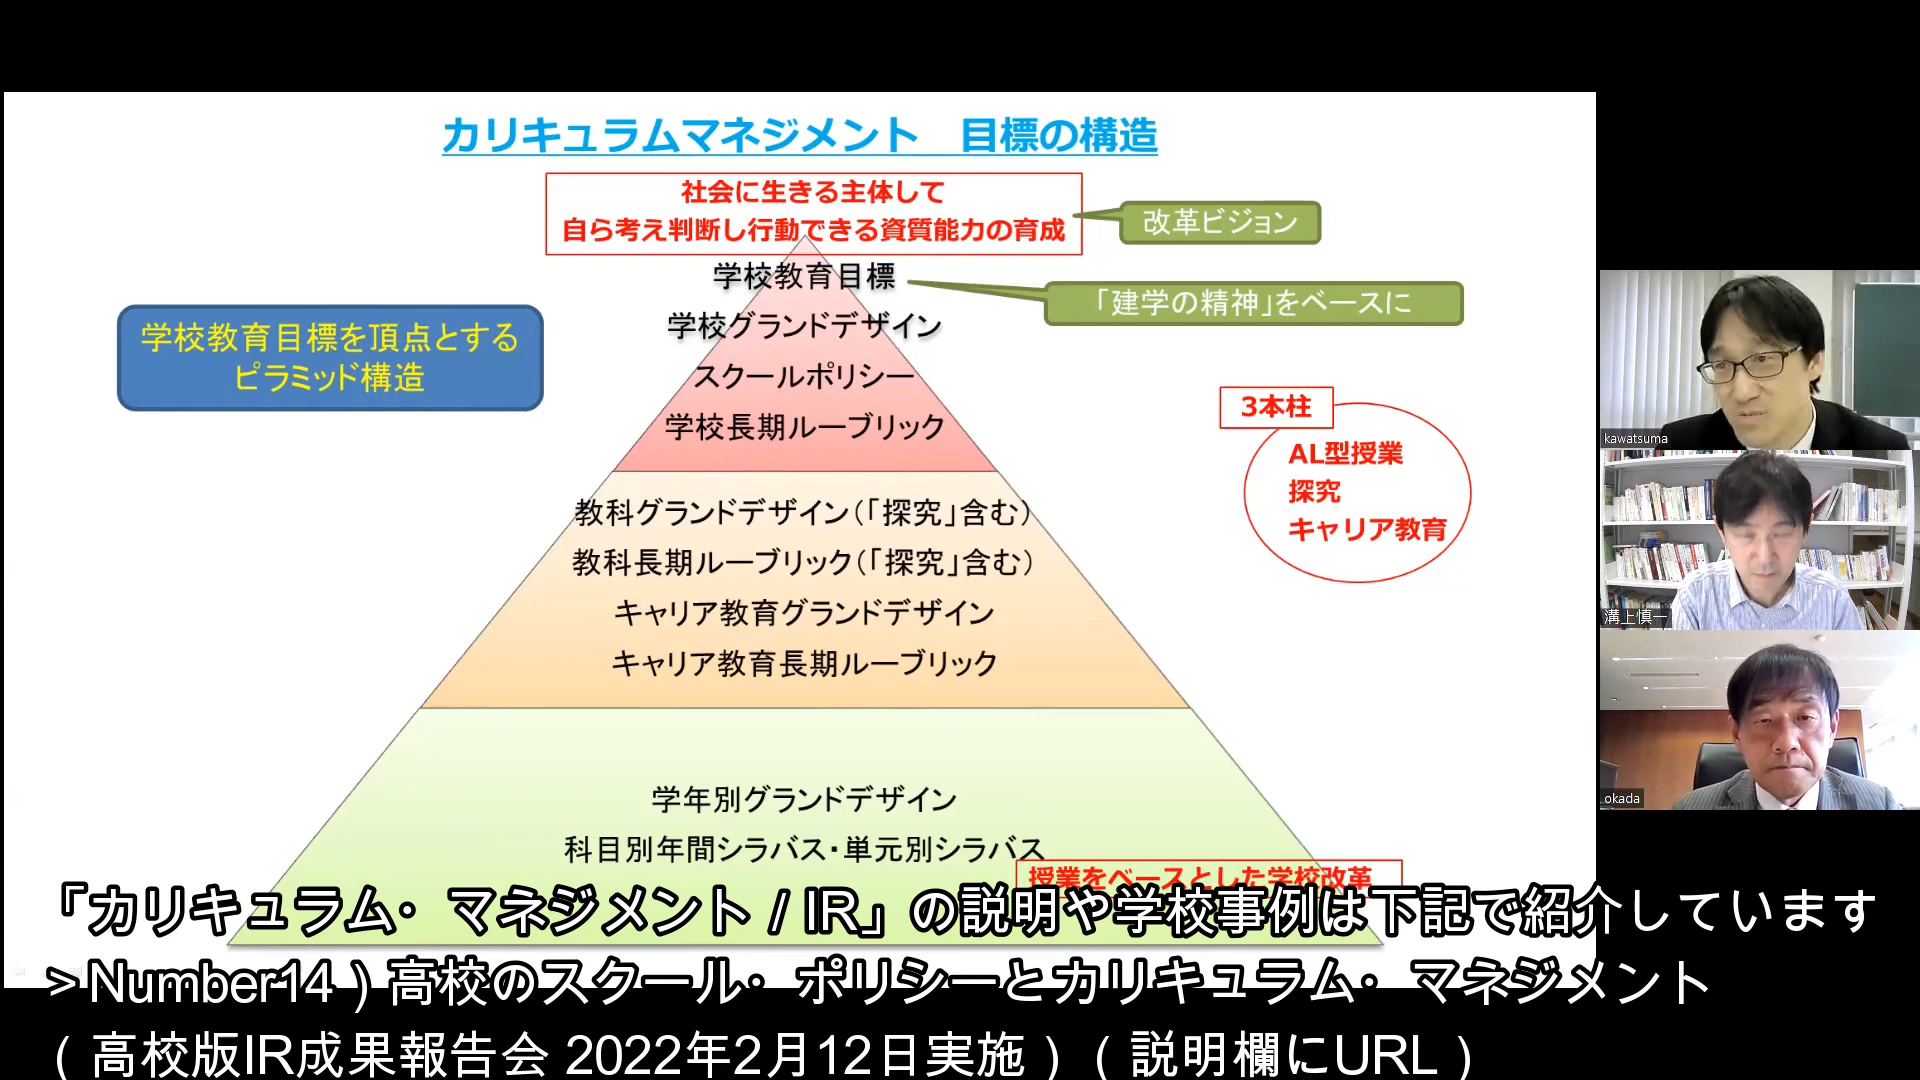 カリキュラムマネジメント　目標の構造
社会に生きる主体して
自ら考え判断し行動できる資質能力の育成
改革ビジョン
学校教育目標
「建学の精神」をベースに
学校グランドデザイン
学校教育目標を頂点とする
ピラミッド構造
スクールポリシー
学校長期ルーブリック
3本柱
AL型授業
探究
キャリア教育
教科グランドデザイン（「探究」含む）
教科長期ルーブリック（「探究」含む）
キャリア教育グランドデザイン
キャリア教育長期ルーブリック
学年別グランドデザイン
科目別年間シラバス・単元別シラバス
授業をベースとした学校改革
kawatsuma
溝上慎一
okada
「カリキュラム・マネジメント / IR」の説明や学校事例は下記で紹介しています
＞Number14 ) 高校のスクール・ポリシーとカリキュラム・マネジメント
( 高校版IR成果報告会 2022年2月12日実施 ) ( 説明欄にURL )